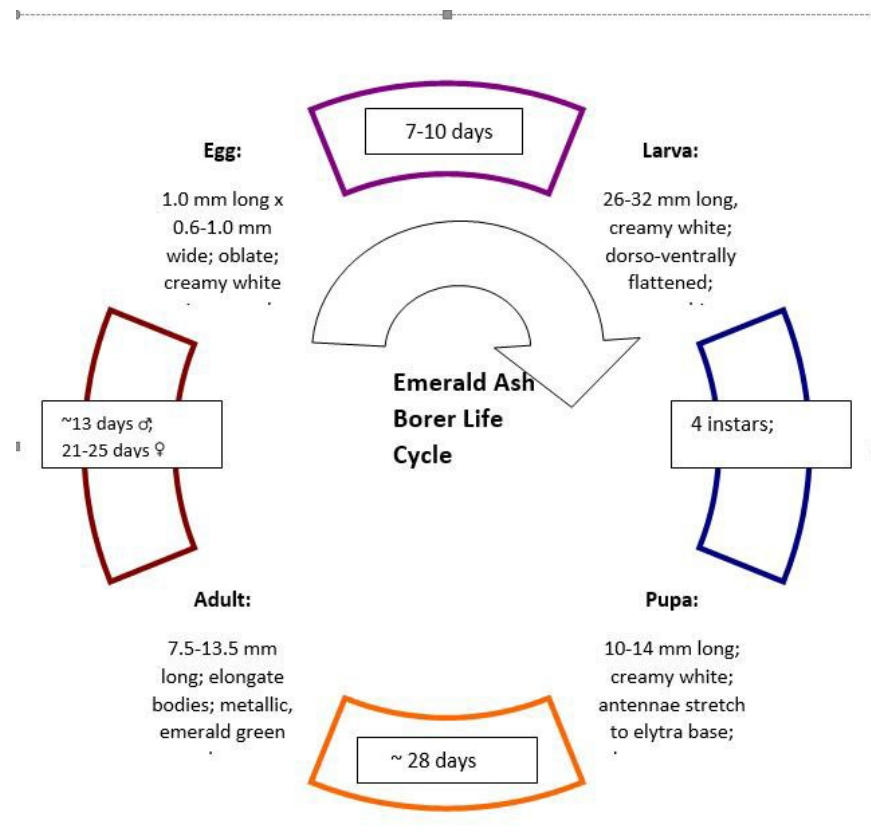 7-10 days
Egg:
1.0 mm long x
0.6-1.0 mm
wide; oblate;
creamy white
Larva:
26-32 mm long,
creamy white;
dorso-ventrally
flattened;
Emerald Ash
Borer Life
Cycle
~13 days ♂;
21-25 days ♀
4 instars;
Adult:
7.5-13.5 mm
long; elongate
bodies; metallic,
emerald green
Pupa:
10-14 mm long;
creamy white;
antennae stretch
to elytra base;
~ 28 days